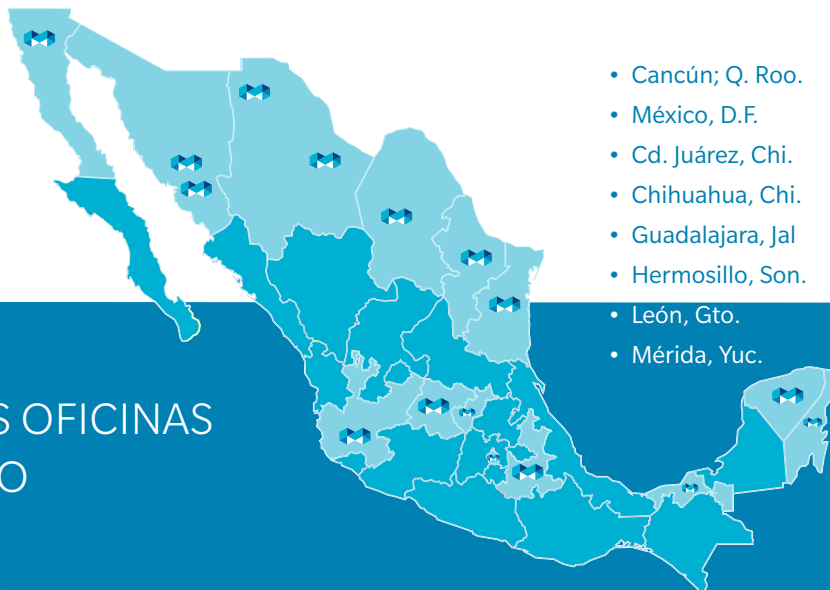 • Cancún; Q. Roo.
• México, D.F.
• Cd. Juárez, Chi.
• Chihuahua, Chi.
• Guadalajara, Jal
• Hermosillo, Son.
• León, Gto.
• Mérida, Yuc.
S OFICINAS
O